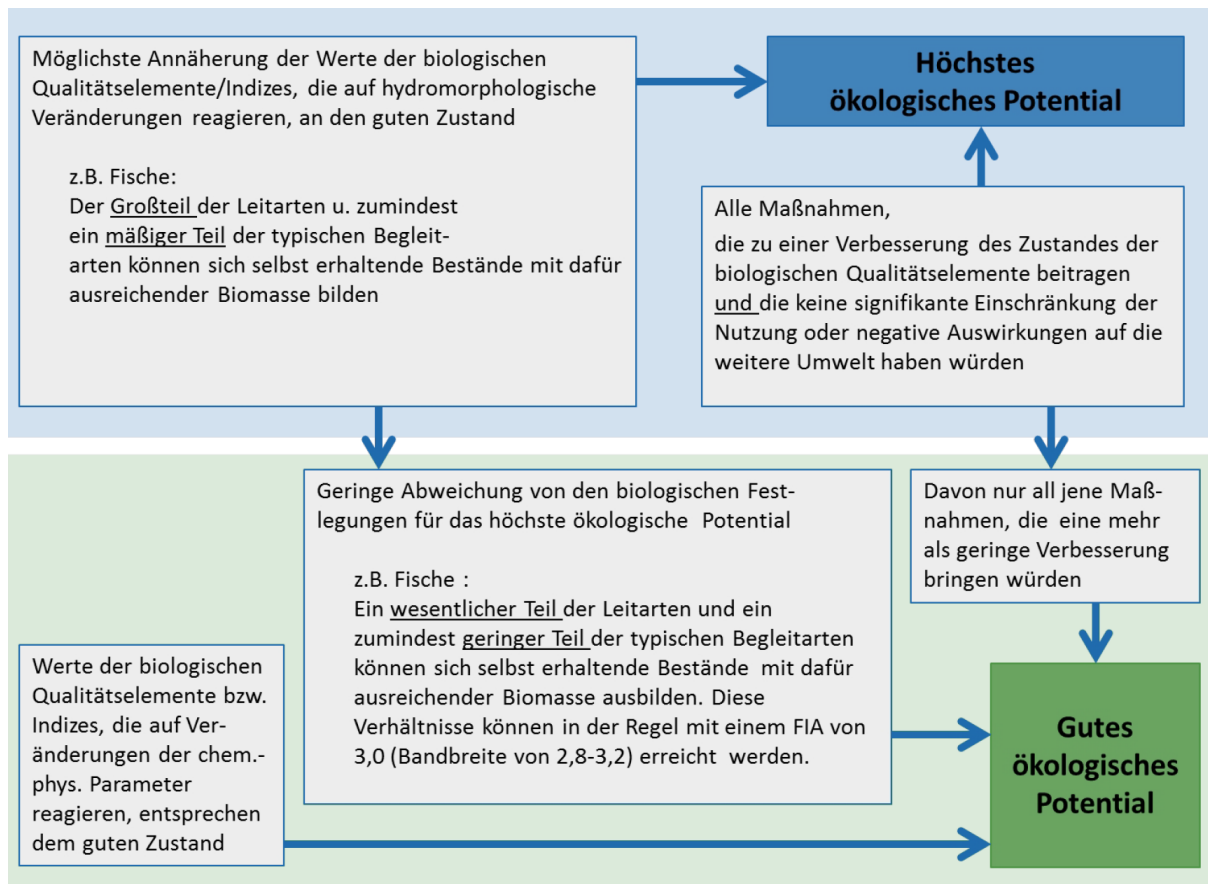 Möglichste Annäherung der Werte der biologischen
Qualitätselemente/Indizes, die auf hydromorphologische
Veränderungen reagieren, an den guten Zustand
z.B. Fische:
Der Großteil der Leitarten u. zumindest
ein mäßiger Teil der typischen Begleit-
arten können sich selbst erhaltende Bestände mit dafür
ausreichender Biomasse bilden
Höchstes
ökologisches Potential
Alle Maßnahmen,
die zu einer Verbesserung des Zustandes der
biologischen Qualitätselemente beitragen
und die keine signifikante Einschränkung der
Nutzung oder negative Auswirkungen auf die
weitere Umwelt haben würden
Geringe Abweichung von den biologischen Fest-
legungen für das höchste ökologische Potential
z.B. Fische :
Ein wesentlicher Teil der Leitarten und ein
zumindest geringer Teil der typischen Begleitarten
können sich selbst erhaltende Bestände mit dafür
ausreichender Biomasse ausbilden. Diese
Verhältnisse können in der Regel mit einem FIA von
3,0 (Bandbreite von 2,8-3,2) erreicht werden.
Davon nur all jene Maß-
nahmen, die eine mehr
als geringe Verbesserung
bringen würden
Werte der biologischen
Qualitätselemente bzw.
Indizes, die auf Ver-
änderungen der chem.-
phys. Parameter
reagieren, entsprechen
dem guten Zustand
Gutes
ökologisches
Potential